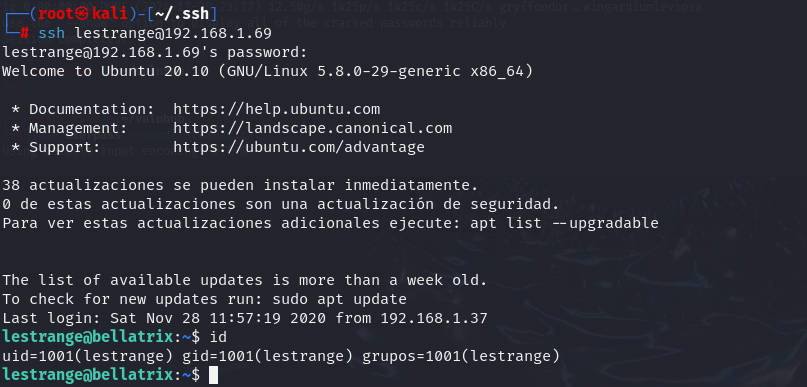 ┌──(root㉿kali)-[~/.ssh]
└─# ssh lestrange@192.168.1.69
lestrange@192.168.1.69's password:
Welcome to Ubuntu 20.10 (GNU/Linux 5.8.0-29-generic x86_64)
* Documentation: https://help.ubuntu.com
* Management: https://landscape.canonical.com
* Support: https://ubuntu.com/advantage
38 actualizaciones se pueden instalar inmediatamente.
0 de estas actualizaciones son una actualización de seguridad.
Para ver estas actualizaciones adicionales ejecute: apt list --upgradable
The list of available updates is more than a week old.
To check for new updates run: sudo apt update
Last login: Sat Nov 28 11:57:19 2020 from 192.168.1.37
lestrange@bellatrix:~$ id
uid=1001(lestrange) gid=1001(lestrange) grupos=1001(lestrange)
lestrange@bellatrix:~$